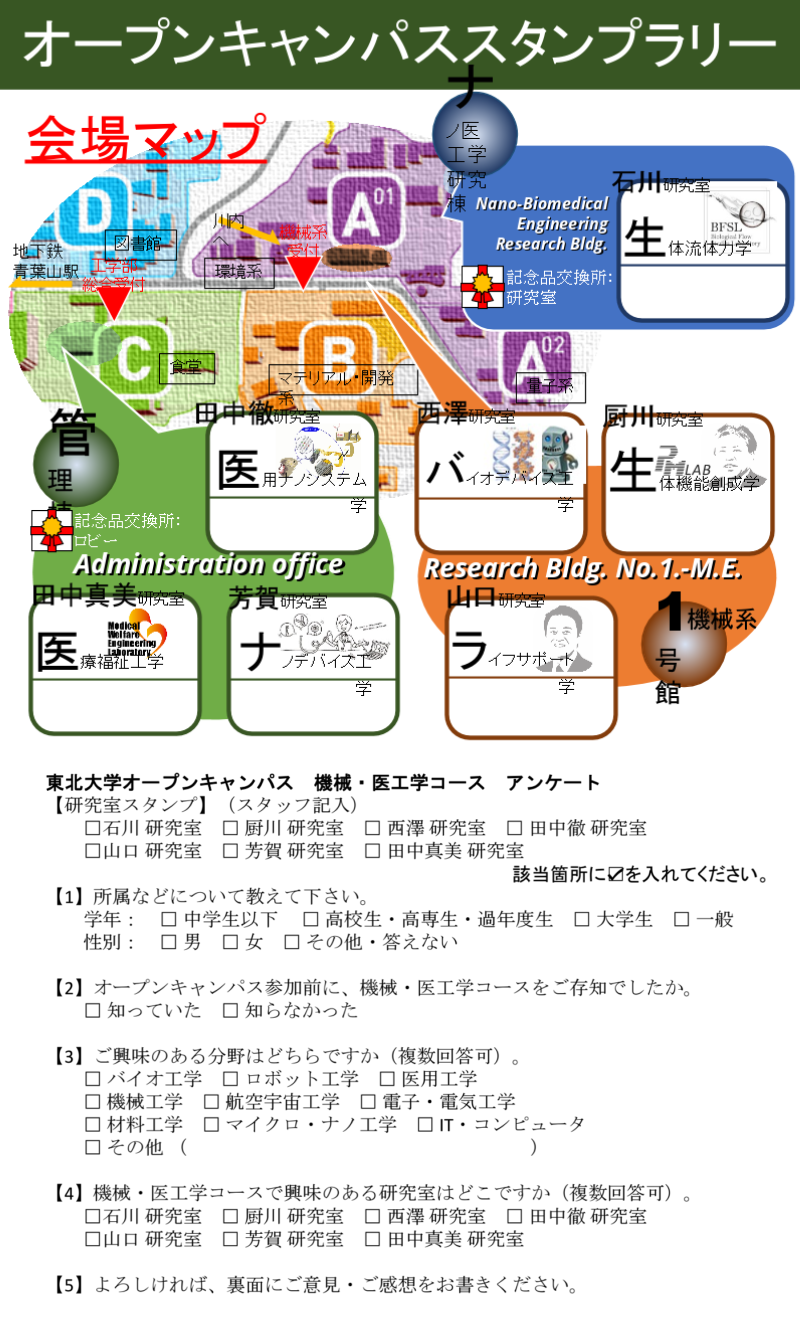 オープンキャンパススタンプラリー
会場マップ
ナ
ノ医
工学
研究
棟
Nano-Biomedical
Engineering
Research Bldg.
記念品交換所:
研究室
石川研究室
生体流体力学
BFSL
Biological Flow
D
A01
川内
へ
機械系
受付
図書館
地下鉄
青葉山駅
工学部
総合受付
環境系
C
食堂
B
A02
マテリアル・開発
系
量子系
管
理
記念品交換所:
ロビー
Administration office
田中徹研究室
医用ナノシステム
学
西澤研究室
バイオデバイス工
学
厨川研究室
LAB
生体機能創成学
Research Bldg. No.1.-M.E.
田中真美研究室
Medical
Welfare
Engineering
Laboratory
医療福祉工学
芳賀研究室
ナノデバイス工
学
山口研究室
ライフサポート
学
1機械系
号
館
東北大学オープンキャンパス 機械・医工学コース アンケート
【研究室スタンプ】（スタッフ記入）
□石川 研究室 □ 厨川 研究室 □ 西澤 研究室 □ 田中徹 研究室
□山口 研究室 □ 芳賀 研究室 □ 田中真美 研究室
該当箇所に☑を入れてください。
【1】所属などについて教えて下さい。
学年： □ 中学生以下 □ 高校生・高専生・過年度生 □ 大学生 □ 一般
性別： □ 男 □ 女 □ その他・答えない
【2】オープンキャンパス参加前に、機械・医工学コースをご存知でしたか。
□ 知っていた □ 知らなかった
【3】ご興味のある分野はどちらですか（複数回答可）。
□ バイオ工学 □ ロボット工学 □ 医用工学
□ 機械工学 □ 航空宇宙工学 □ 電子・電気工学
□ 材料工学 □ マイクロ・ナノ工学 □ IT・コンピュータ
□ その他 （ ）
【4】機械・医工学コースで興味のある研究室はどこですか（複数回答可）。
□石川 研究室 □ 厨川 研究室 □ 西澤 研究室 □ 田中徹 研究室
□山口 研究室 □ 芳賀 研究室 □ 田中真美 研究室
【5】よろしければ、裏面にご意見・ご感想をお書きください。